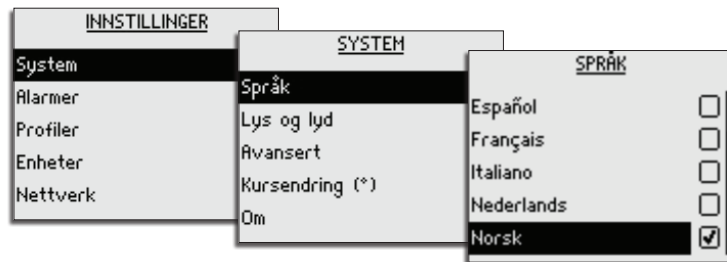 INNSTILLINGER
System
Alarmer
Profiler
Enheter
Nettverk
SYSTEM
Språk
Lys og lyd
Avansert
Kursendring (°)
Om
SPRÅK
Español
Français
Italiano
Nederlands
Norsk